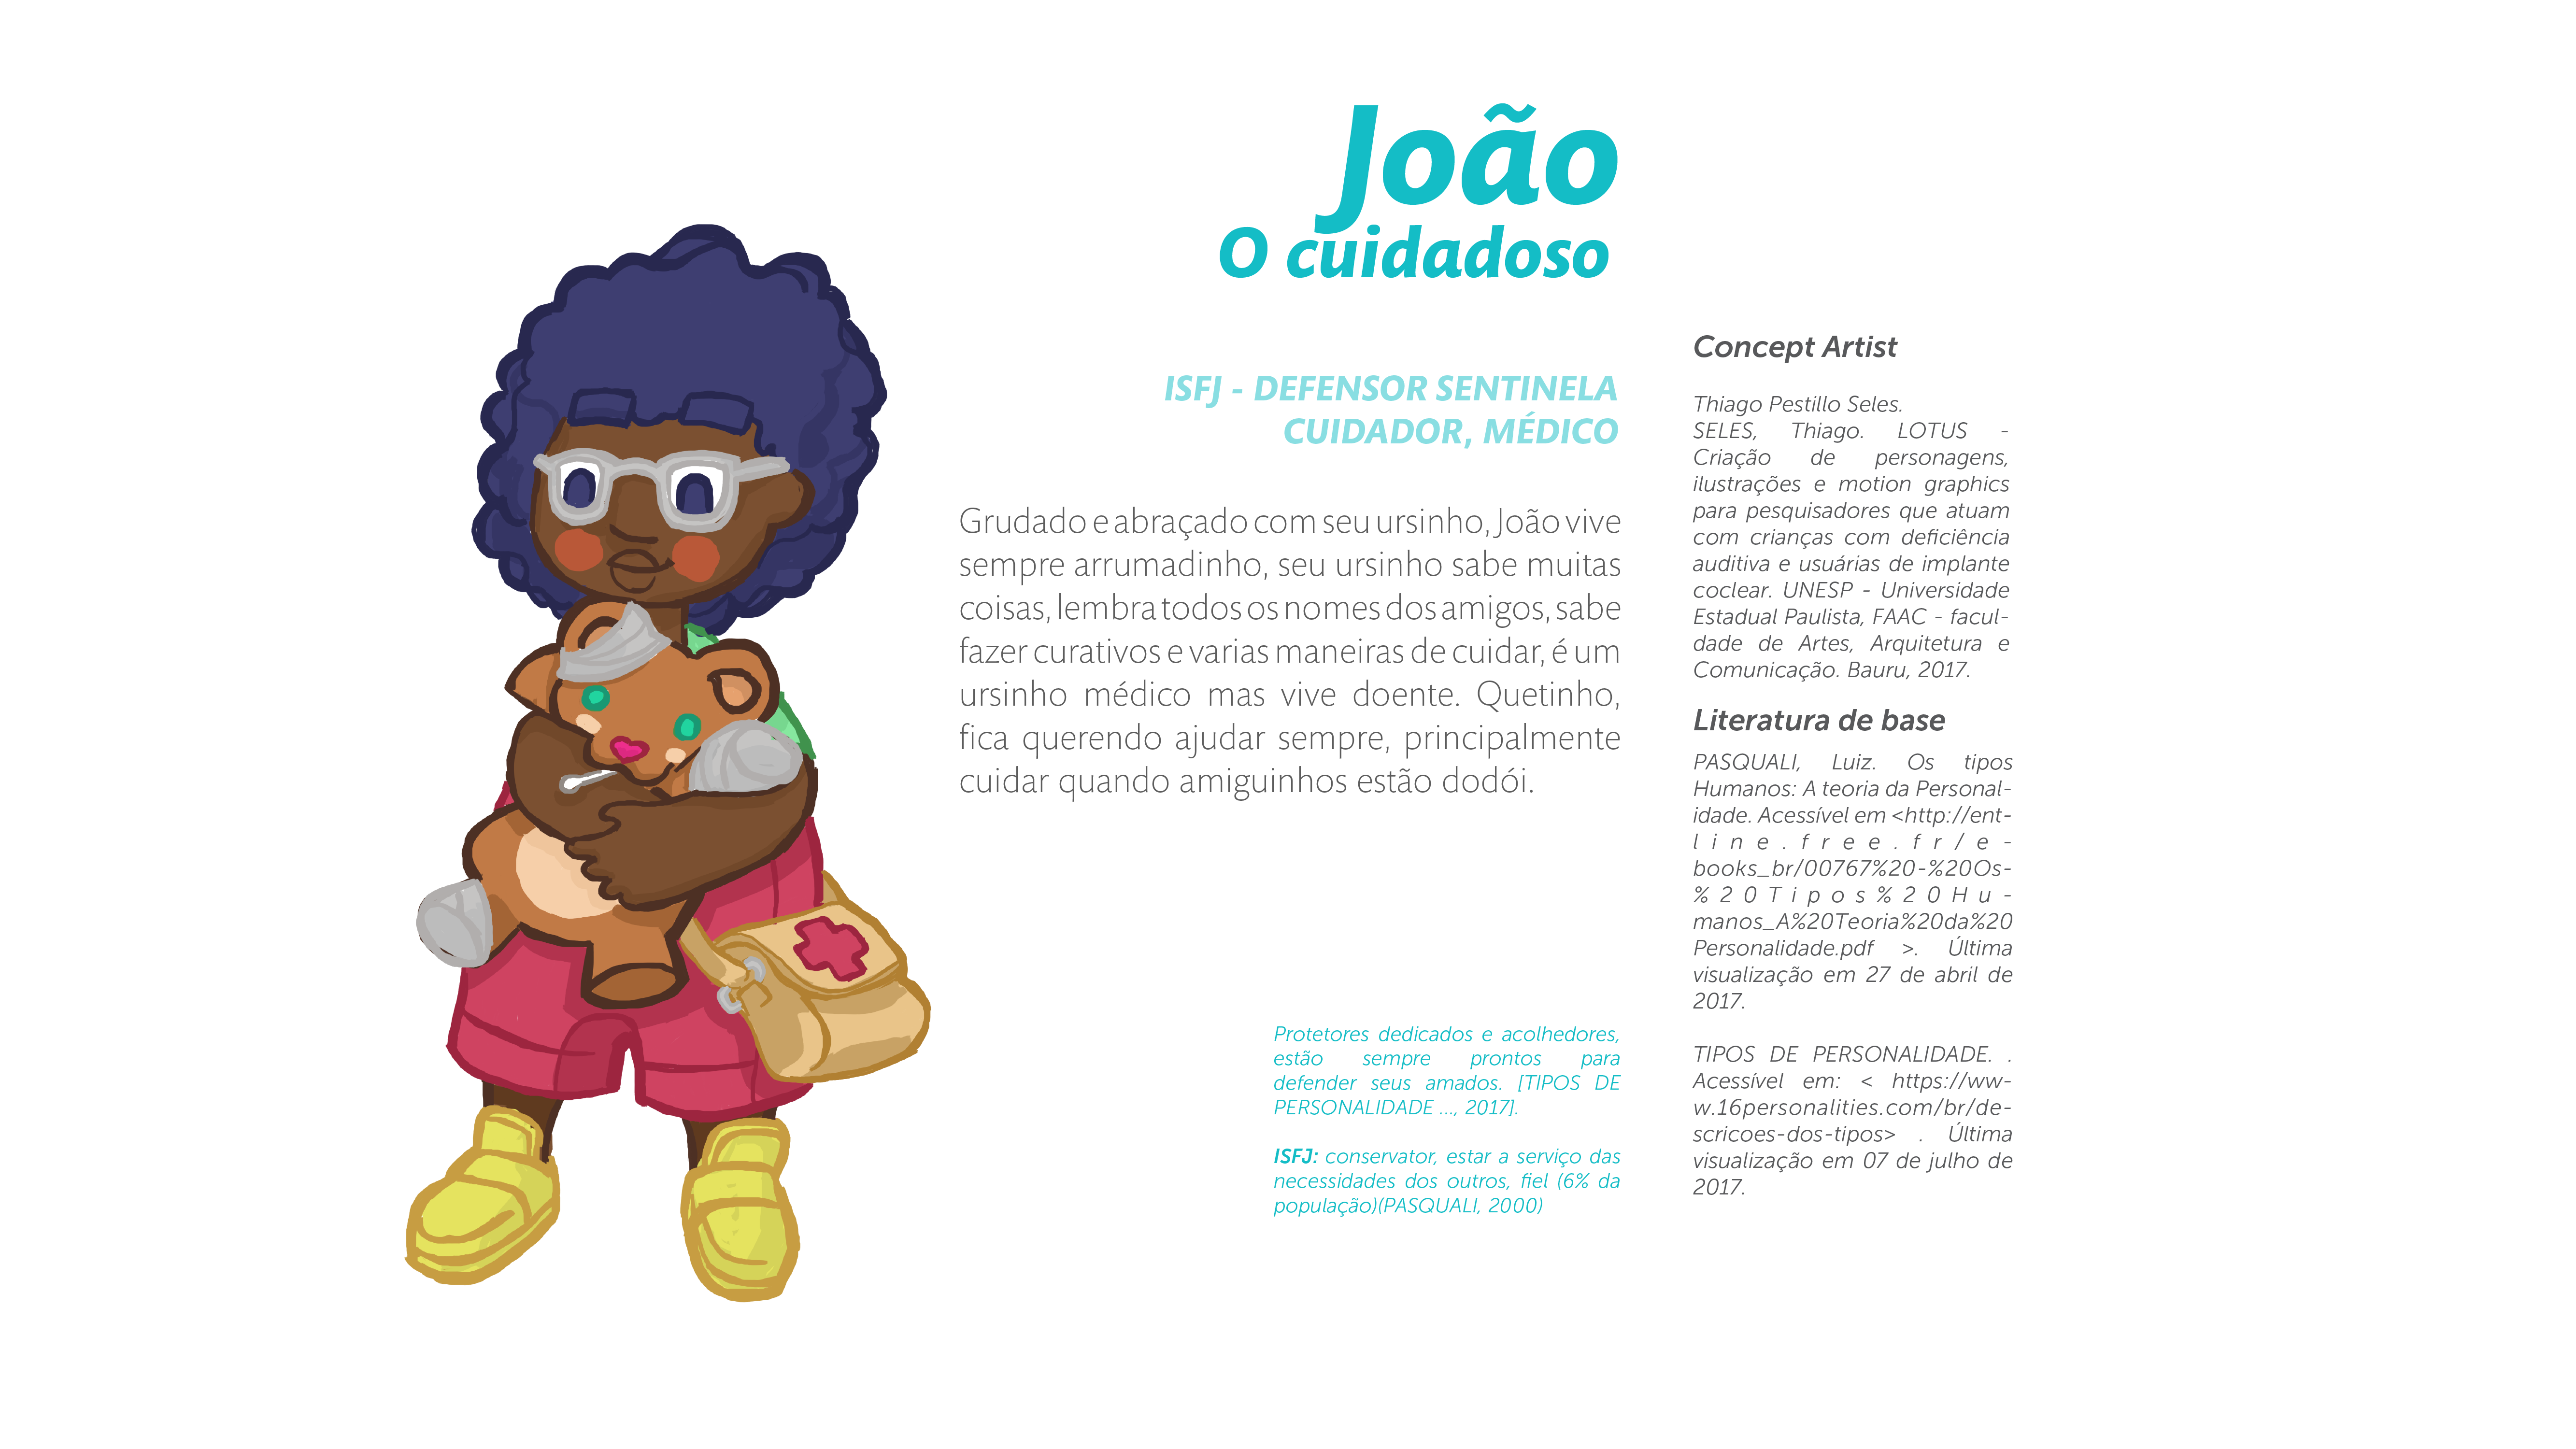 João
O cuidadoso
ISFJ - DEFENSOR SENTINELA
CUIDADOR, MÉDICO
Grudado e abraçado com seu ursinho, João vive
sempre arrumadinho, seu ursinho sabe muitas
coisas, lembra todos os nomes dos amigos, sabe
fazer curativos e varias maneiras de cuidar, é um
ursinho médico mas vive doente. Quetinho,
fica querendo ajudar sempre, principalmente
cuidar quando amiguinhos estão dodói.
Protetores dedicados e acolhedores,
estão sempre prontos para
defender seus amados. [TIPOS DE
PERSONALIDADE ..., 2017].
ISFJ: conservator, estar a serviço das
necessidades dos outros, fiel (6% da
população)(PASQUALI, 2000)
Concept Artist
Thiago Pestillo Seles.
SELES, Thiago. LOTUS -
Criação de personagens,
ilustrações e motion graphics
para pesquisadores que atuam
com crianças com deficiência
auditiva e usuárias de implante
coclear. UNESP - Universidade
Estadual Paulista, FAAC - facul-
dade de Artes, Arquitetura e
Comunicação. Bauru, 2017.
Literatura de base
PASQUALI, Luiz. Os tipos
Humanos: A teoria da Personal-
idade. Acessível em <http://ent-
line.free.fr/e-
books_br/00767%20-%20Os-
%20Tipos%20Hu-
manos_A%20Teoria%20da%20
Personalidade.pdf >. Última
visualização em 27 de abril de
2017.
TIPOS DE PERSONALIDADE. .
Acessível em: < https://ww-
w.16personalities.com/br/de-
scricoes-dos-tipos> . Última
visualização em 07 de julho de
2017.